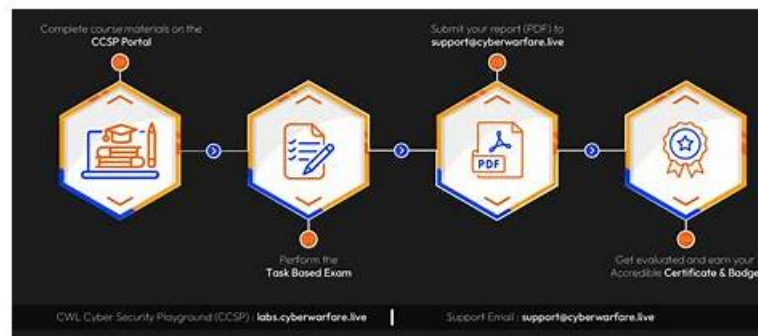 Complete course materials on the
CCSP Portal
Submit your report (PDF) to
support@cyberwarfare.live
PDF
Perform the
Task Based Exam
Get evaluated and earn your
Accredible Certificate & Badge
CWL Cyber Security Playground (CCSP) : labs.cyberwarfare.live | Support Email : support@cyberwarfare.live